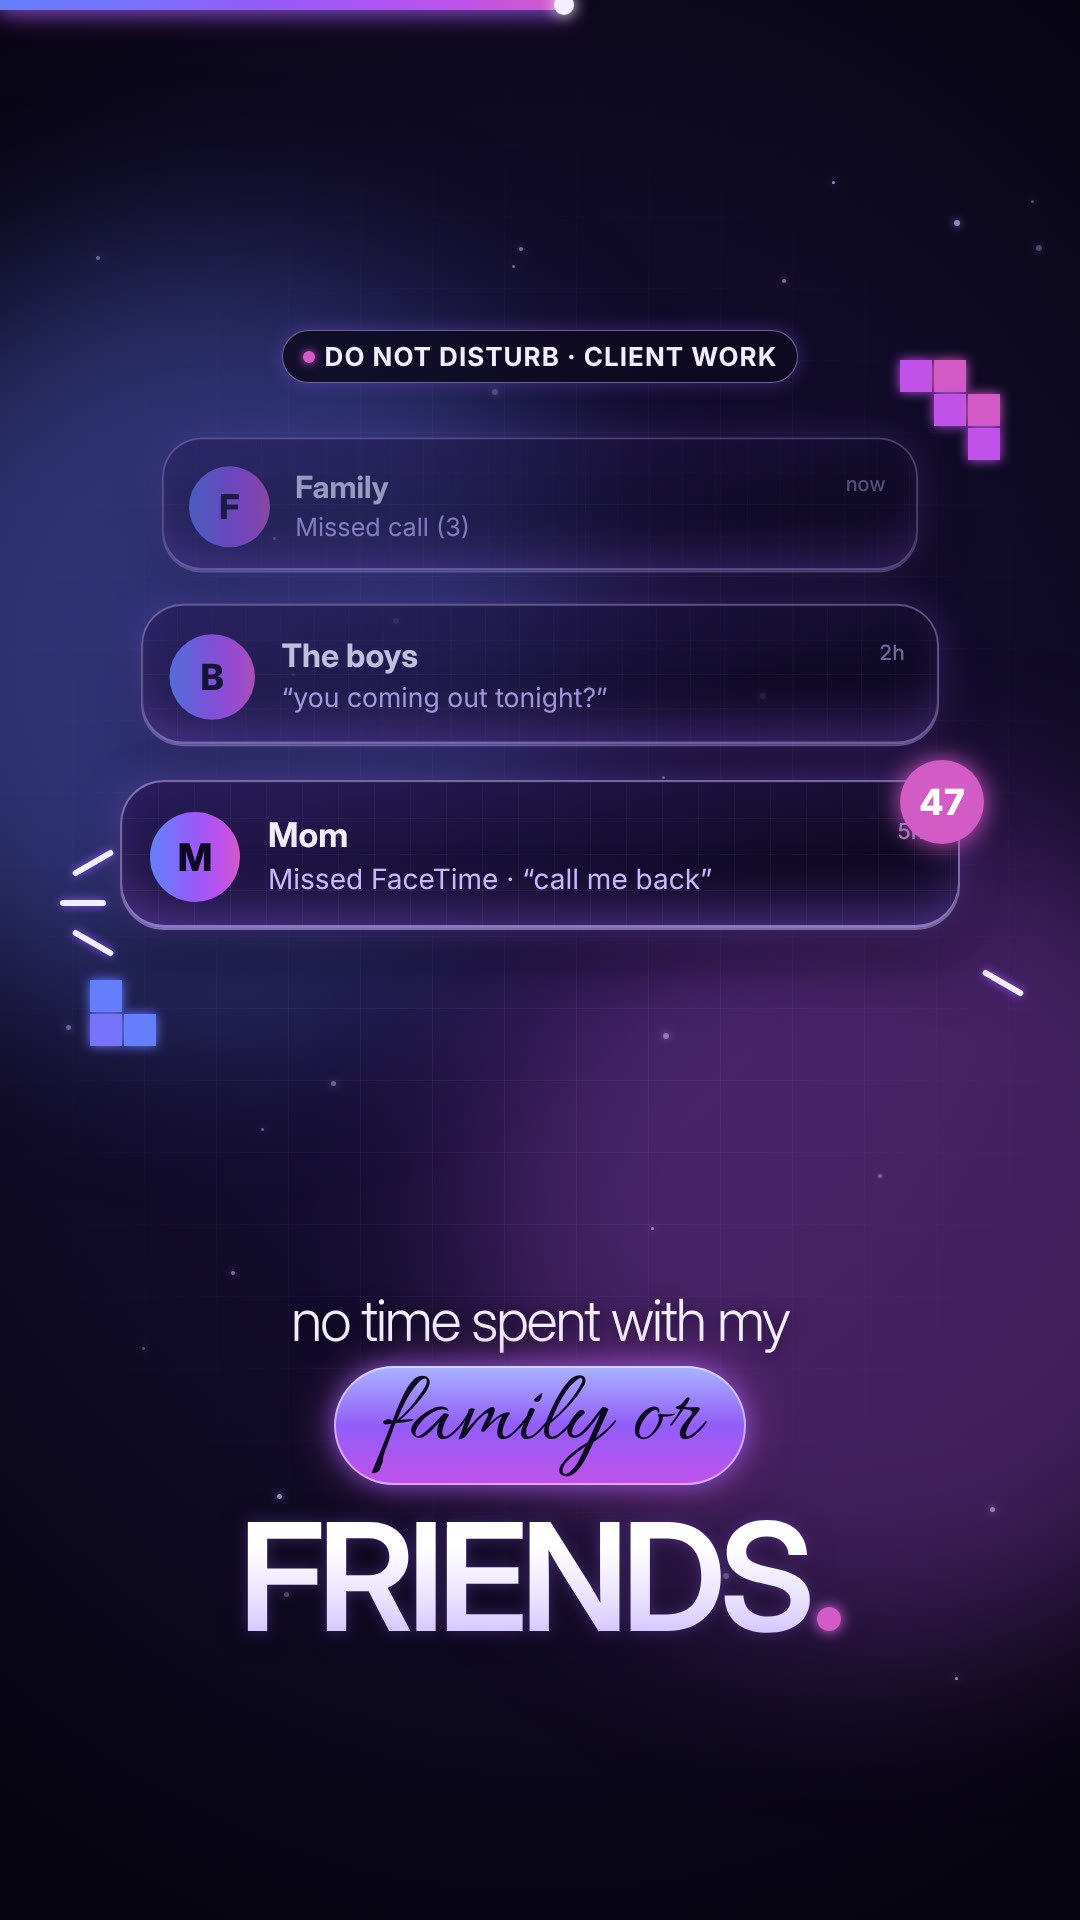 DO NOT DISTURB · CLIENT WORK
F
Family
now
Missed call (3)
B
The boys
2h
“you coming out tonight?”
47
M
Mom
Missed FaceTime · “call me back”
no time spent with my
family or
FRIENDS.